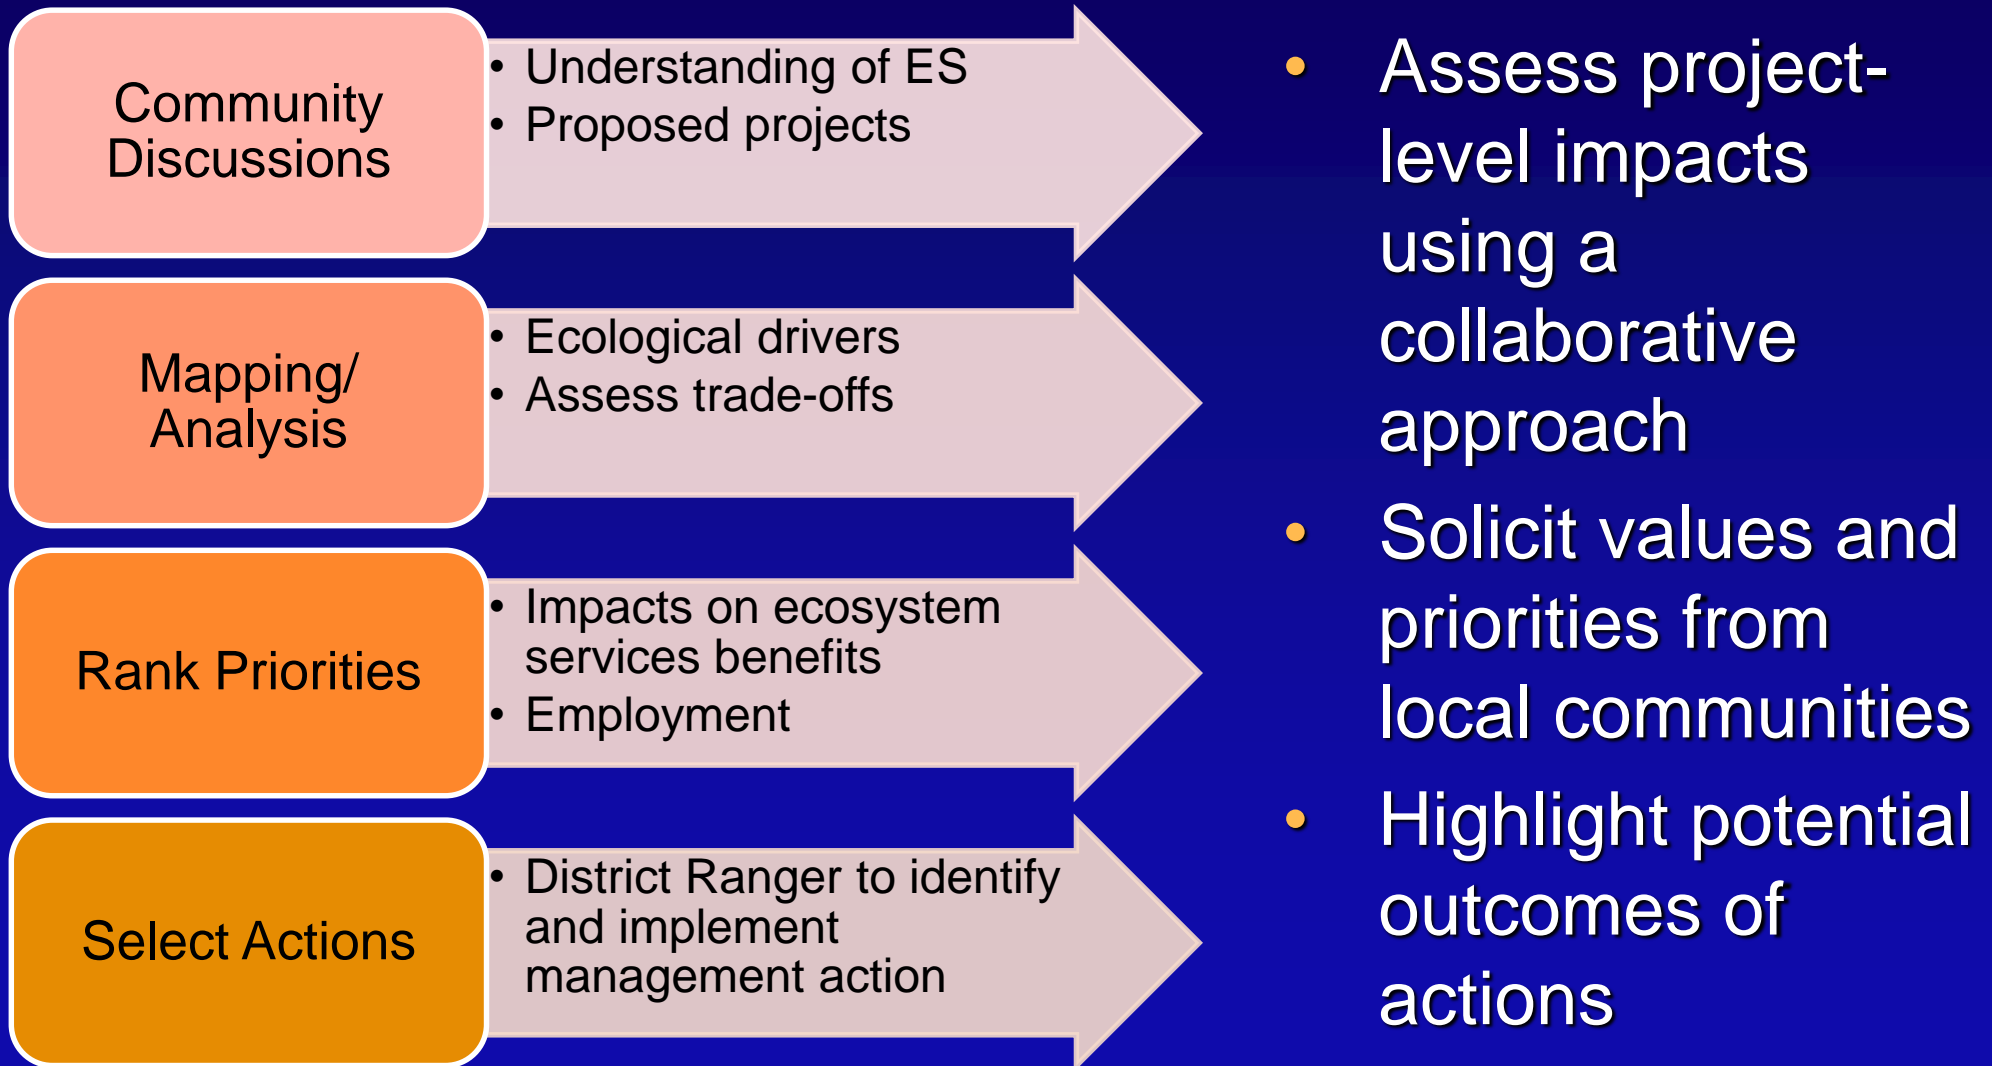 Community
Discussions
• Understanding of ES
• Proposed projects
Mapping/
Analysis
• Ecological drivers
• Assess trade-offs
Rank Priorities
• Impacts on ecosystem
services benefits
• Employment
Select Actions
• District Ranger to identify
and implement
management action
• Assess project-
level impacts
using a
collaborative
approach
• Solicit values and
priorities from
local communities
• Highlight potential
outcomes of
actions